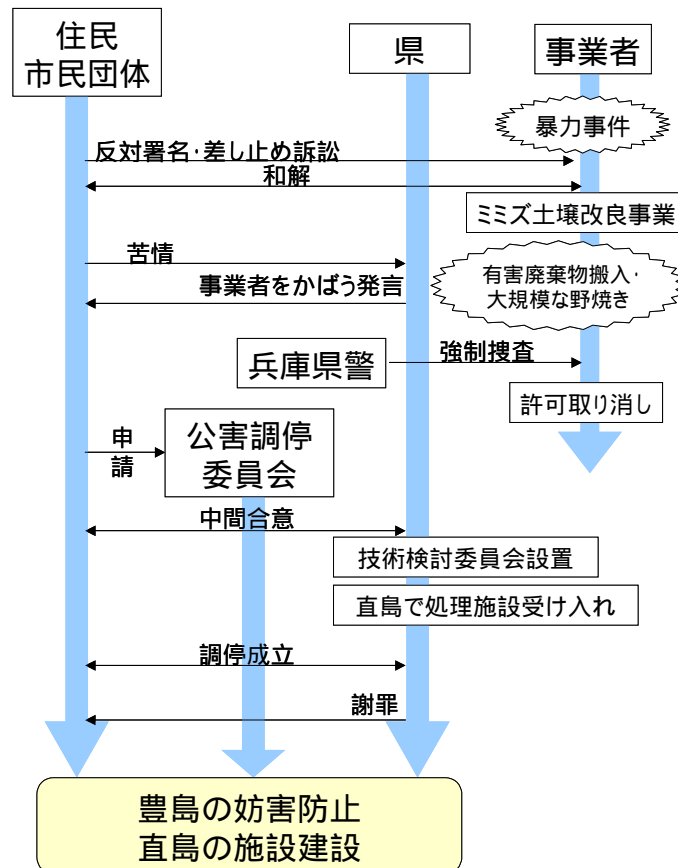 住民
市民団体
県
事業者
暴力事件
反対署名・差し止め訴訟
和解
ミミズ土壌改良事業
苦情
事業者をかばう発言
有害廃棄物搬入・
大規模な野焼き
兵庫県警
強制捜査
許可取り消し
申
請
公害調停
委員会
中間合意
技術検討委員会設置
直島で処理施設受け入れ
調停成立
謝罪
豊島の妨害防止
直島の施設建設